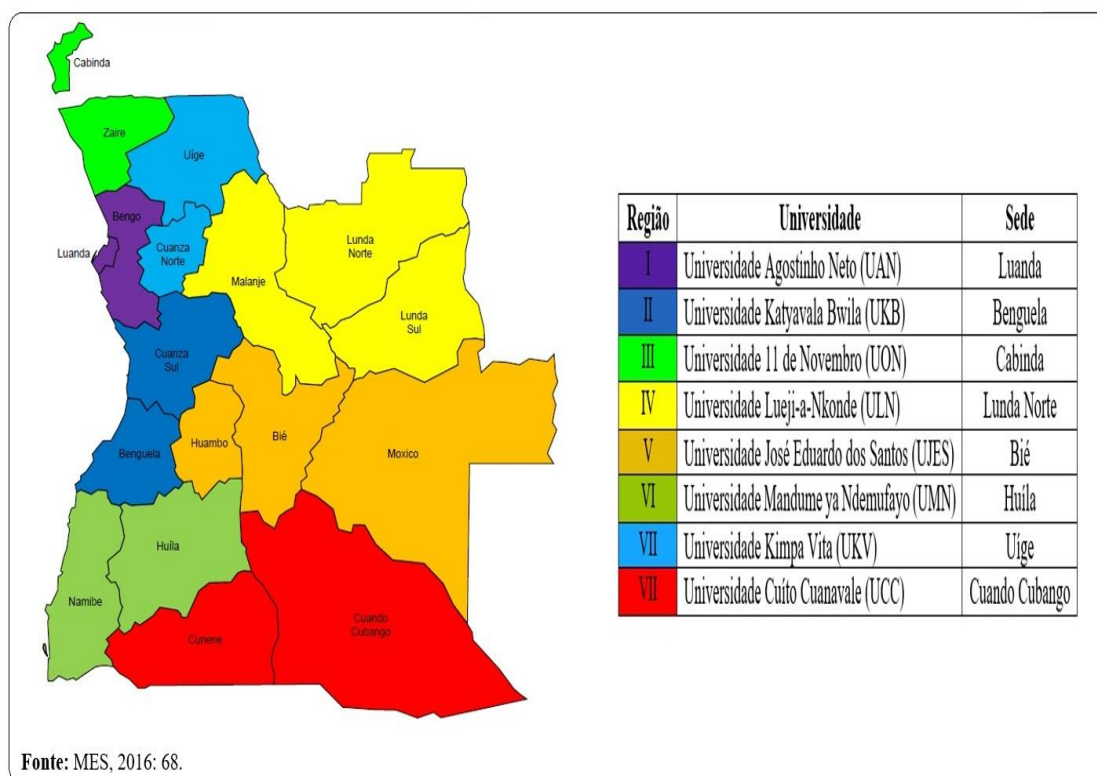 Cabinda
Zaire
Uíge
Bengo
Luanda
Cuanza
Norte
Lunda
Norte
Malanje
Lunda
Sul
Cuanza
Sul
Huambo
Bié
Moxico
Benguela
Huíla
Namibe
Cunene
Cuando
Cubango
Região Universidade Sede
I Universidade Agostinho Neto (UAN) Luanda
II Universidade Katyavala Bwila (UKB) Benguela
III Universidade 11 de Novembro (UON) Cabinda
IV Universidade Lueji-a-Nkonde (ULN) Lunda Norte
V Universidade José Eduardo dos Santos (UJES) Bié
VI Universidade Mandume ya Ndemufayo (UMN) Huíla
VII Universidade Kimpa Vita (UKV) Uíge
VII Universidade Cuíto Cuanavale (UCC) Cuando Cubango
Fonte: MES, 2016: 68.